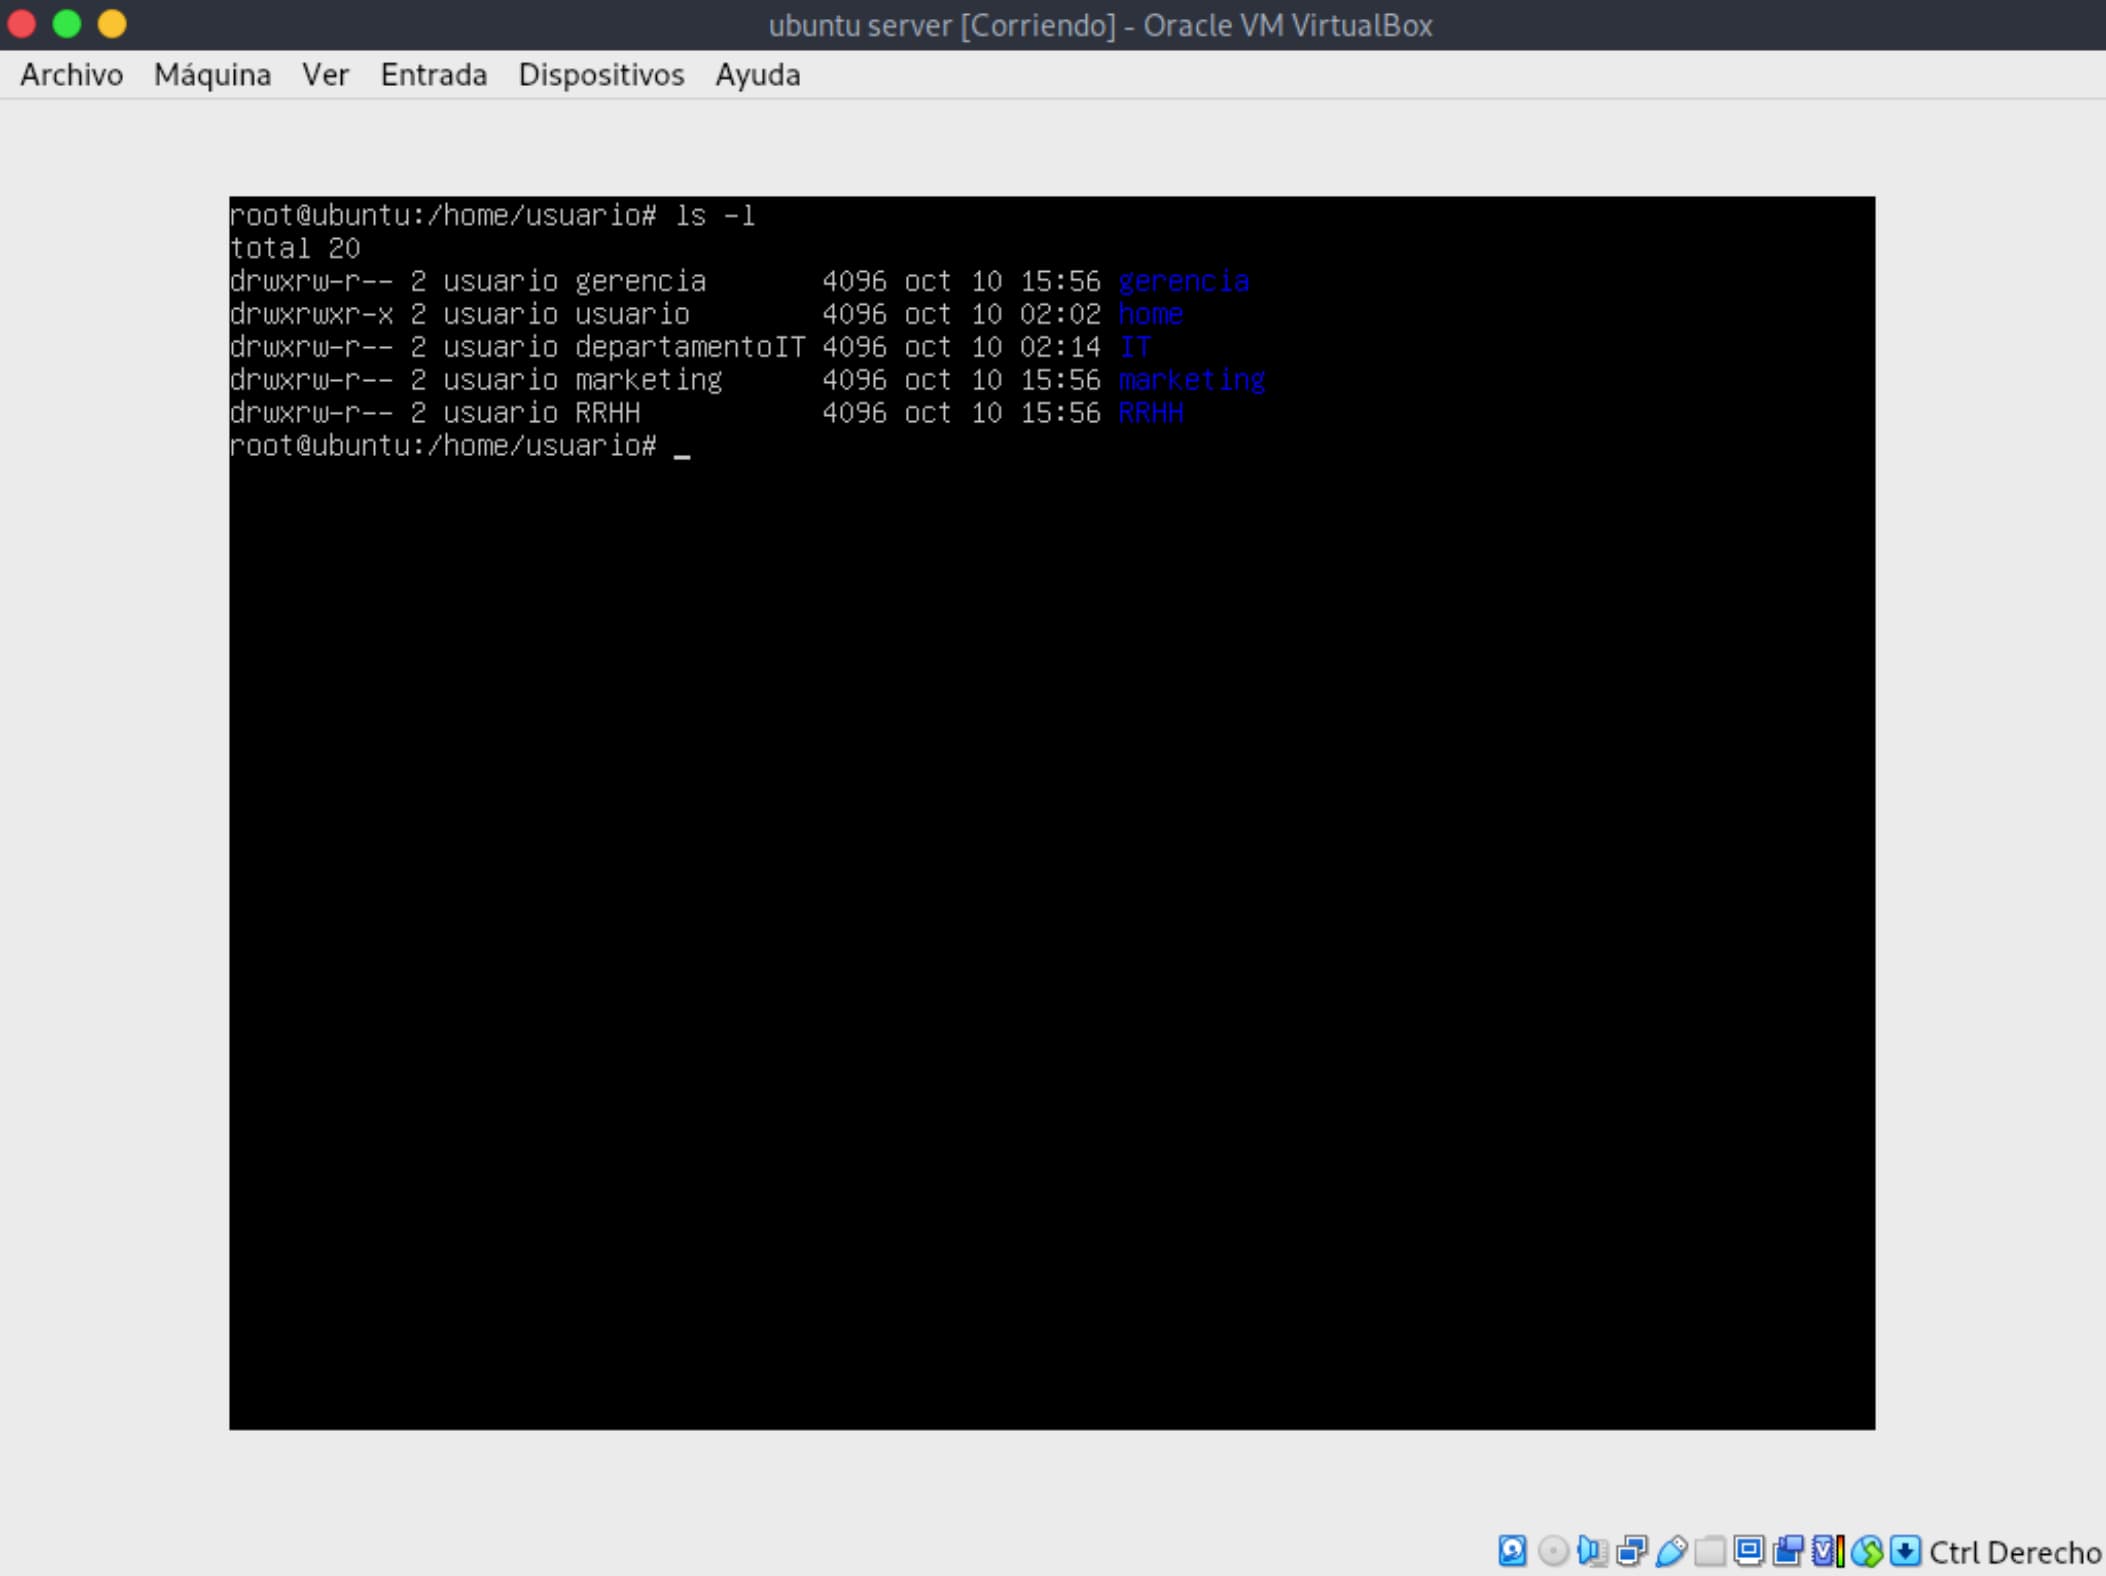 ubuntu server [Corriendo] - Oracle VM VirtualBox
Archivo Máquina Ver Entrada Dispositivos Ayuda
root@ubuntu:/home/usuario# ls -l
total 20
drwxrw-r-- 2 usuario gerencia       4096 oct 10 15:56 gerencia
drwxrwxr-x 2 usuario usuario        4096 oct 10 02:02 home
drwxrw-r-- 2 usuario departamentoIT 4096 oct 10 02:14 IT
drwxrw-r-- 2 usuario marketing      4096 oct 10 15:56 marketing
drwxrw-r-- 2 usuario RRHH           4096 oct 10 15:56 RRHH
root@ubuntu:/home/usuario# _
Ctrl Derecho